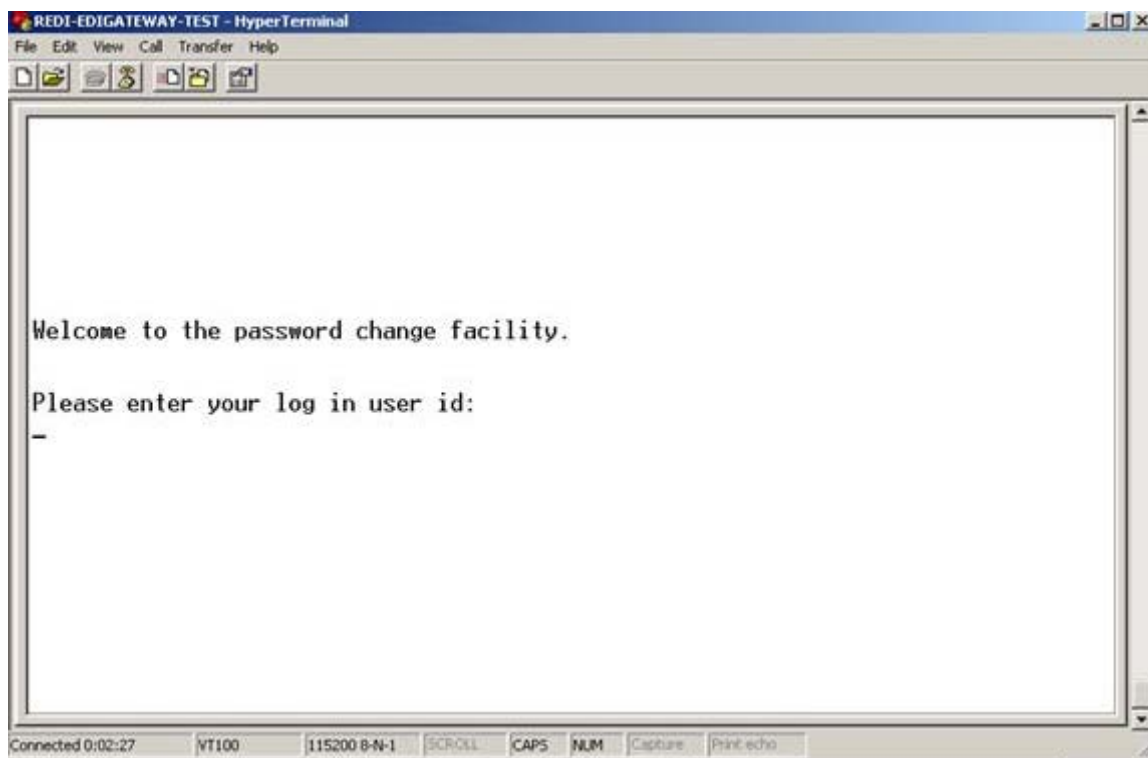 REDI-EDIGATEWAY-TEST - HyperTerminal
File Edit View Call Transfer Help
Welcome to the password change facility.
Please enter your log in user id:
Connected 0:02:27 VT100 115200 8-N-1 SCROLL CAPS NUM Capture Print echo